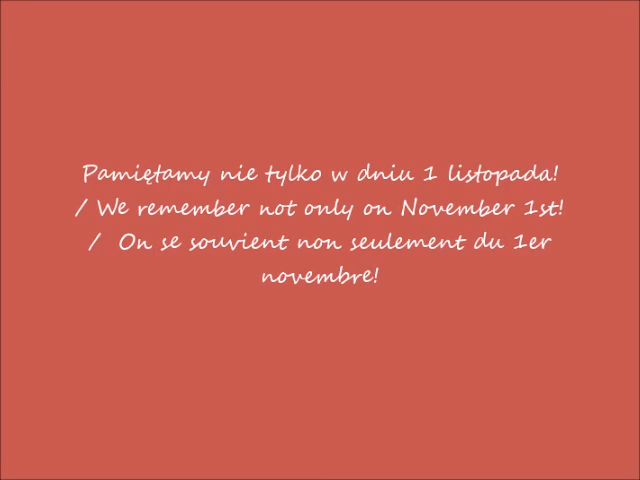 Pamiętamy nie tylko w dniu 1 listopada!
/ We remember not only on November 1st!
/ On se souvient non seulement du 1er
novembre!